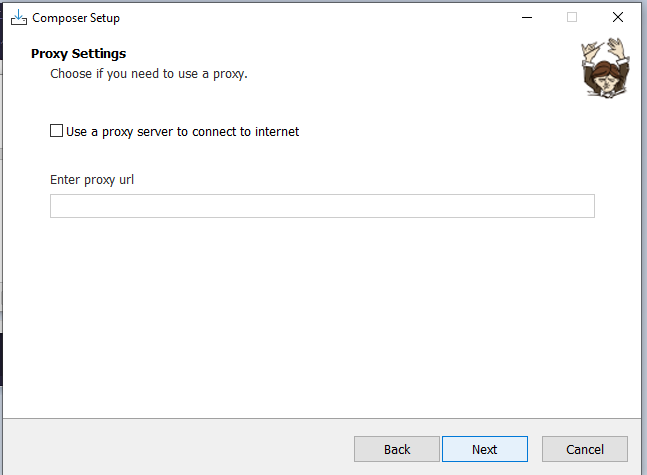 Composer Setup
Proxy Settings
Choose if you need to use a proxy.
Use a proxy server to connect to internet
Enter proxy url
Back
Next
Cancel